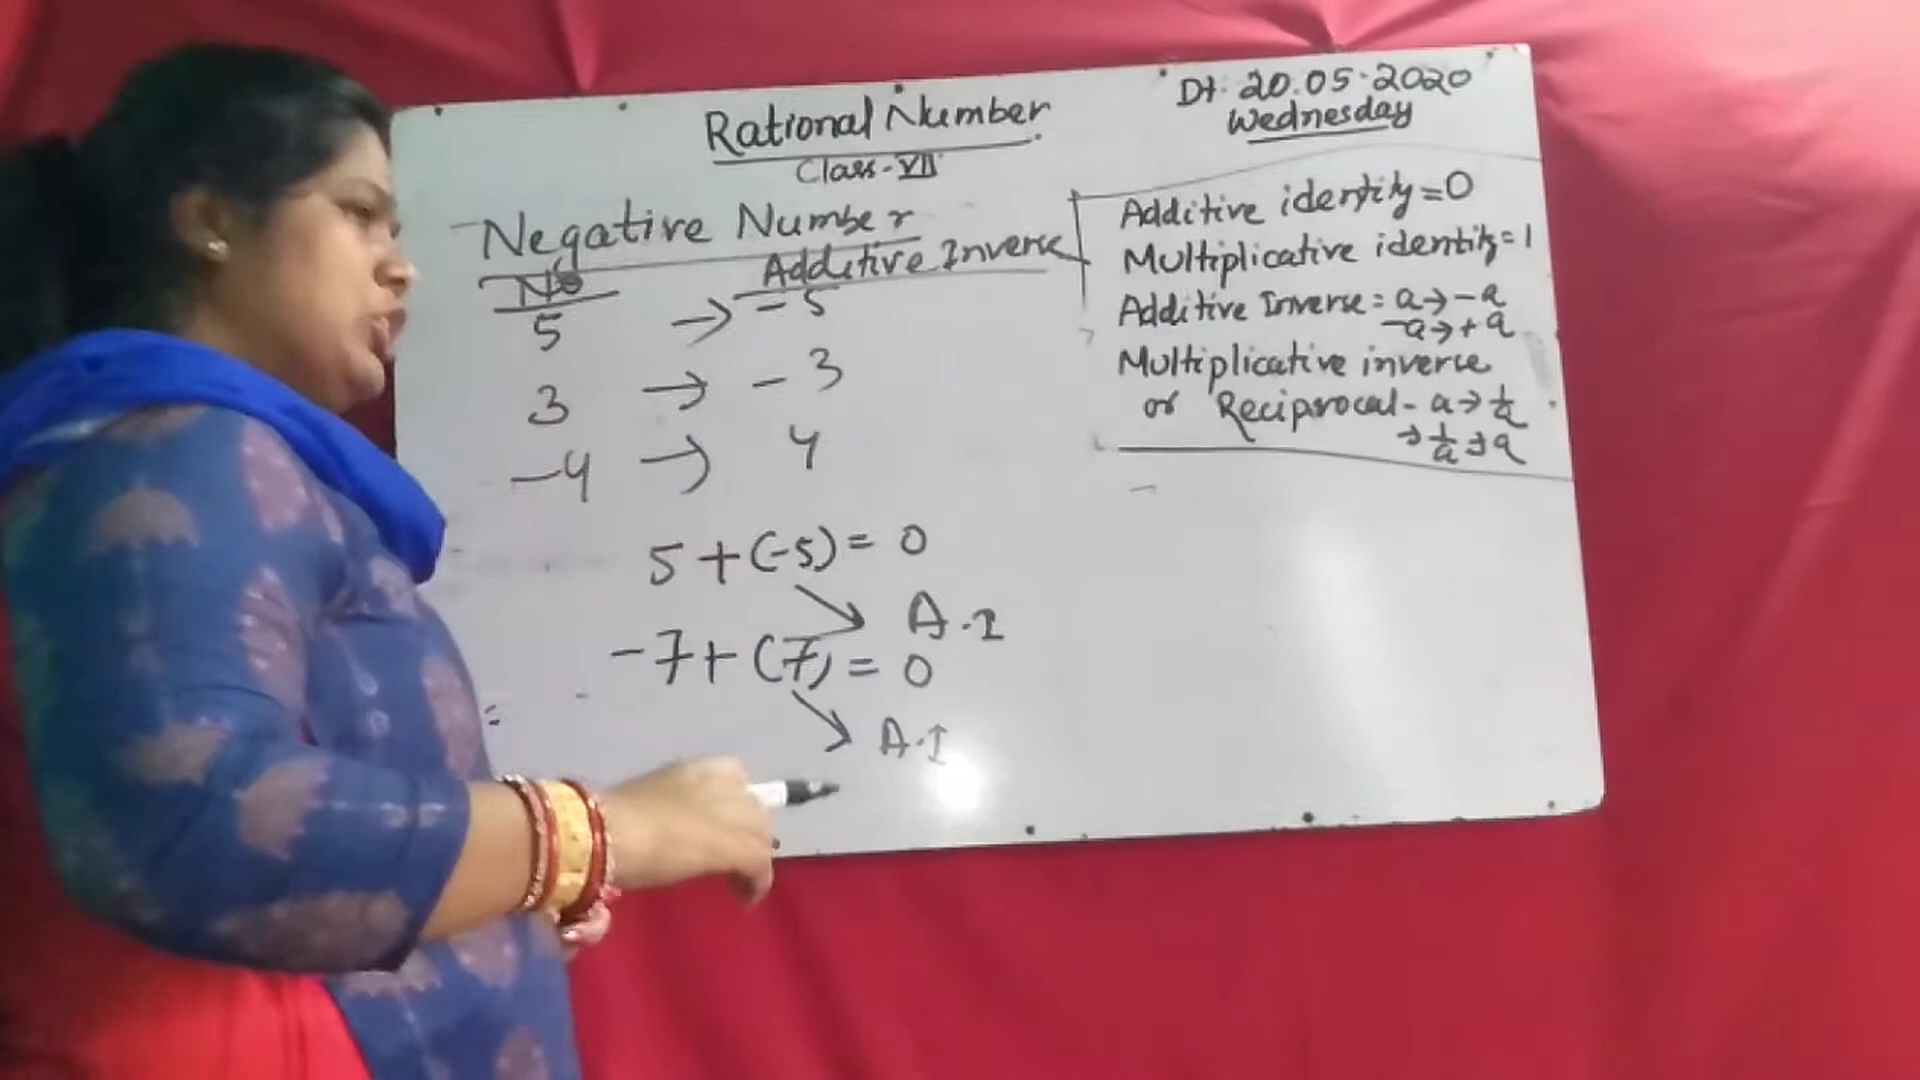 Rational Number
Class-VII
Dt: 20.05.2020
Wednesday
Negative Number
No Additive Inverse
5 → -5
3 → - 3
-4 → 4
5+(-5)= 0
A.I
-7+(7)= 0
A.I
Additive identity=0
Multiplicative identity=1
Additive Inverse= a→-a
-a→+a
Multiplicative inverse
or Reciprocal- a→1/a
→1/a→a